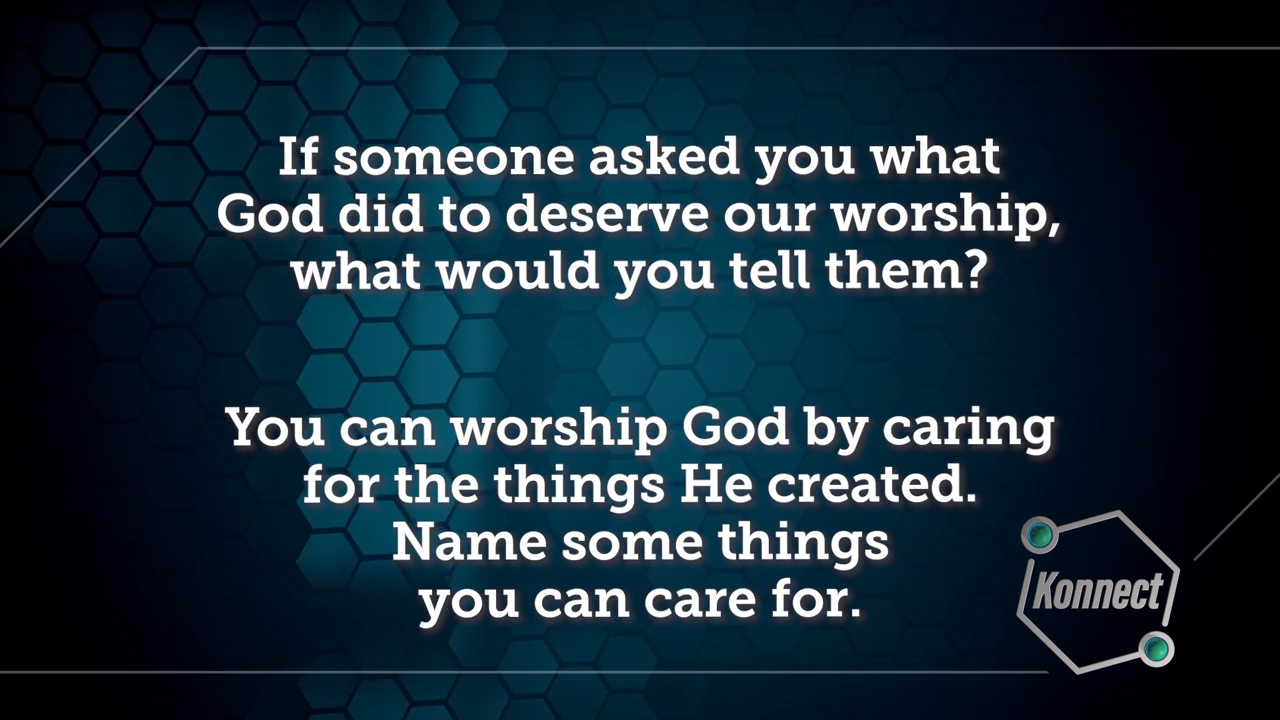 If someone asked you what
God did to deserve our worship,
what would you tell them?
You can worship God by caring
for the things He created.
Name some things
you can care for.
Konnect